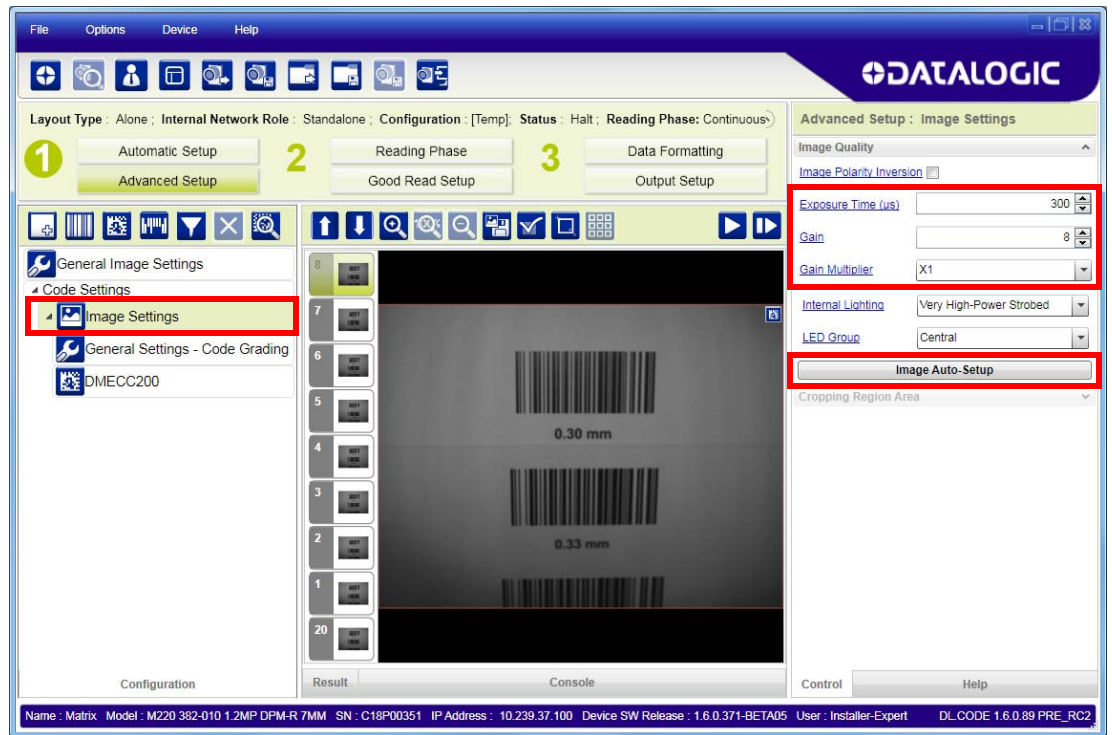 File Options Device Help
DATALOGIC
Layout Type : Alone ; Internal Network Role : Standalone ; Configuration : [Temp]; Status : Halt ; Reading Phase: Continuous
1 Automatic Setup
Advanced Setup
2 Reading Phase
Good Read Setup
3 Data Formatting
Output Setup
General Image Settings
Code Settings
Image Settings
General Settings - Code Grading
DMECC200
Configuration
8
7
6
5
4
3
2
1
20
0.30 mm
0.33 mm
Result Console
Advanced Setup : Image Settings
Image Quality
Image Polarity Inversion
Exposure Time (us) 300
Gain 8
Gain Multiplier X1
Internal Lighting Very High-Power Strobed
LED Group Central
Image Auto-Setup
Cropping Region Area
Control Help
Name : Matrix Model : M220 382-010 1.2MP DPM-R 7MM SN : C18P00351 IP Address : 10.239.37.100 Device SW Release : 1.6.0.371-BETA05 User : Installer-Expert DL.CODE 1.6.0.89 PRE_RC2